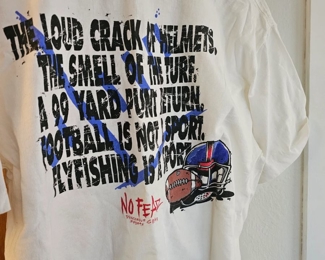 THE LOUD CRACK OF HELMETS,
THE SMELL OF THE TURF,
A 99 YARD PUNT RETURN,
FOOTBALL IS NOT A SPORT,
FLYFISHING IS A SPORT.
NO FEAR